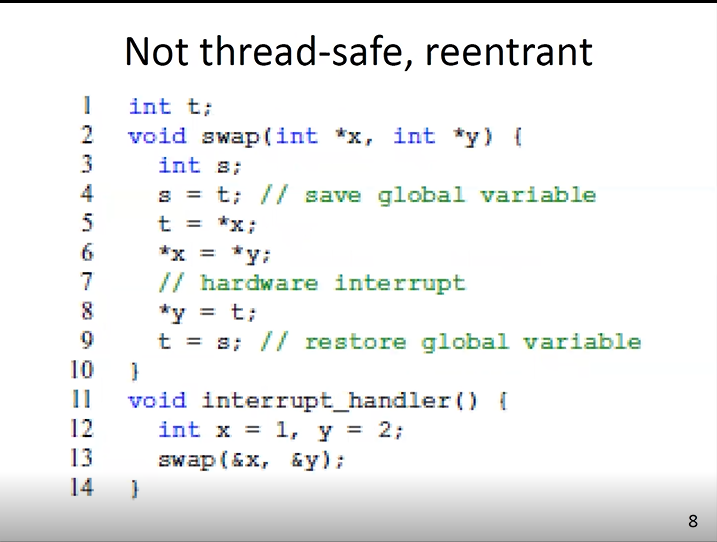 Not thread-safe, reentrant
1 int t;
2 void swap(int *x, int *y) {
3 int s;
4 s = t; // save global variable
5 t = *x;
6 *x = *y;
7 // hardware interrupt
8 *y = t;
9 t = s; // restore global variable
10 }
11 void interrupt_handler() {
12 int x = 1, y = 2;
13 swap(&x, &y);
14 }
8